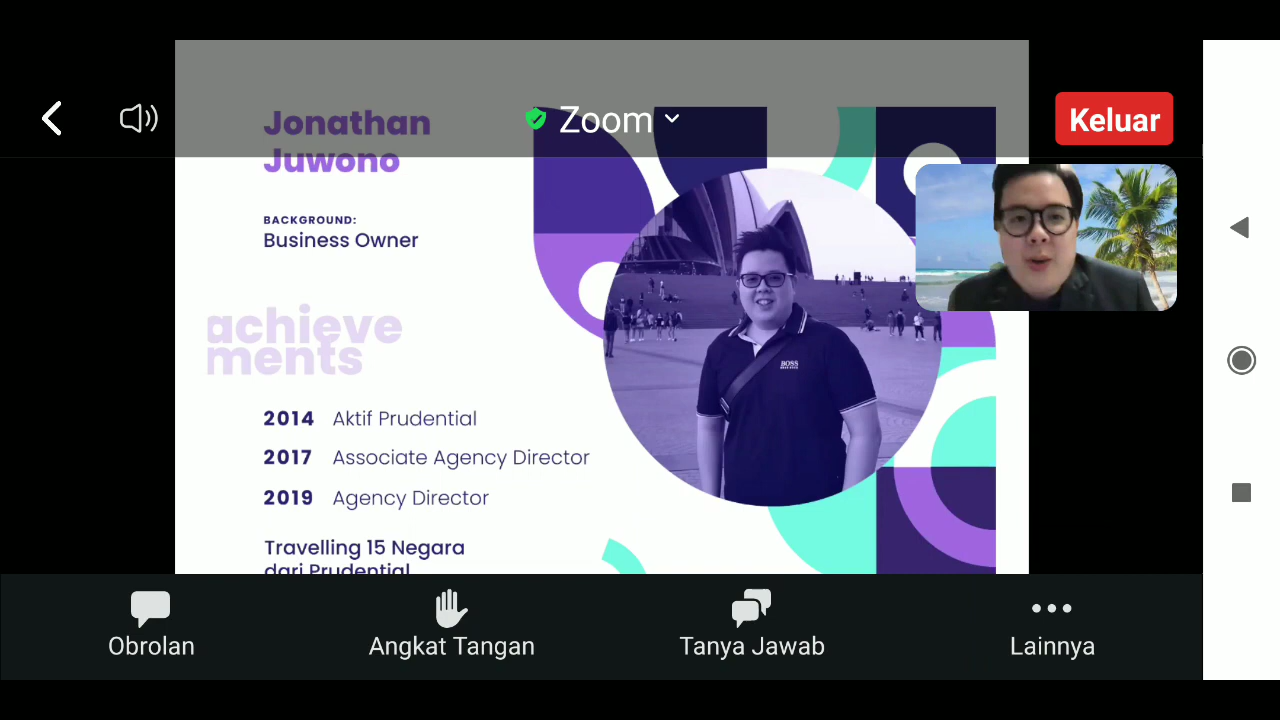 Jonathan
Juwono
Zoom
Keluar
BACKGROUND:
Business Owner
achieve
ments
BOSS
2014 Aktif Prudential
2017 Associate Agency Director
2019 Agency Director
Travelling 15 Negara
dari Prudential
Obrolan
Angkat Tangan
Tanya Jawab
Lainnya